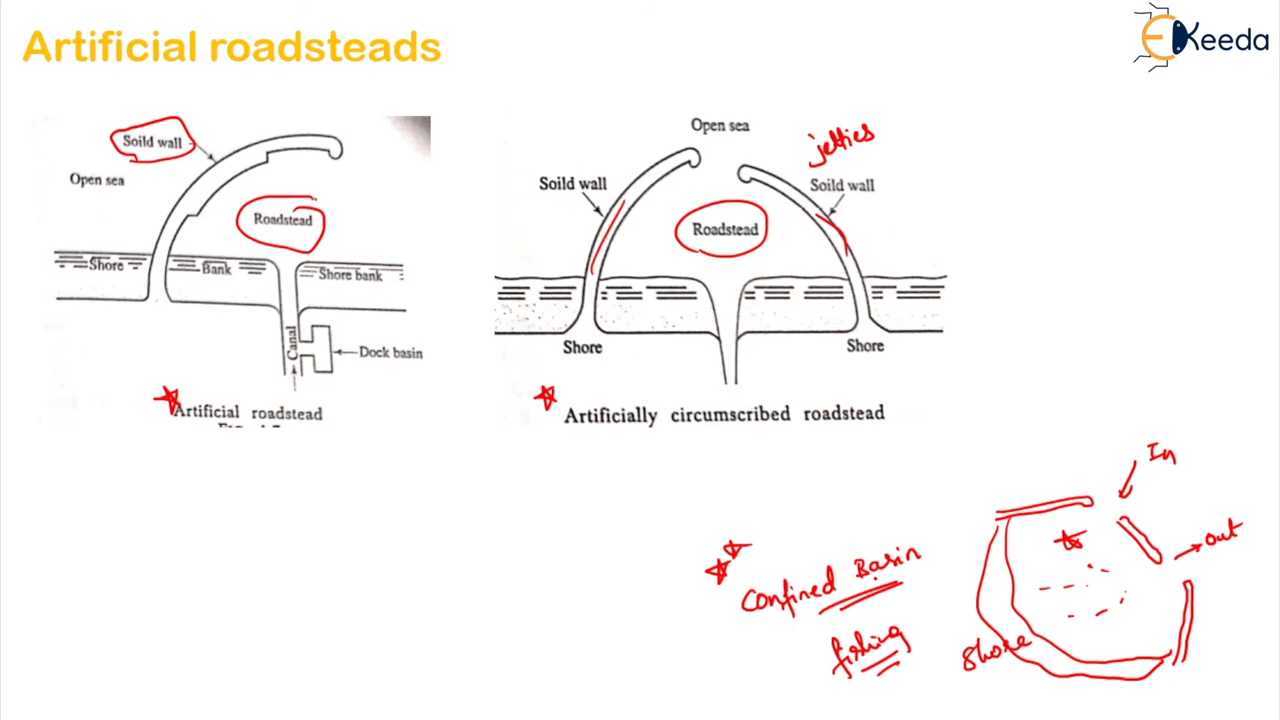 Artificial roadsteads
EKeeda
Soild wall
Open sea
Roadstead
Shore
Bank
Shore bank
Canal
Dock basin
Artificial roadstead
Open sea
jetties
Soild wall
Soild wall
Roadstead
Shore
Shore
Artificially circumscribed roadstead
In
out
Confined Basin
fishing
Shore